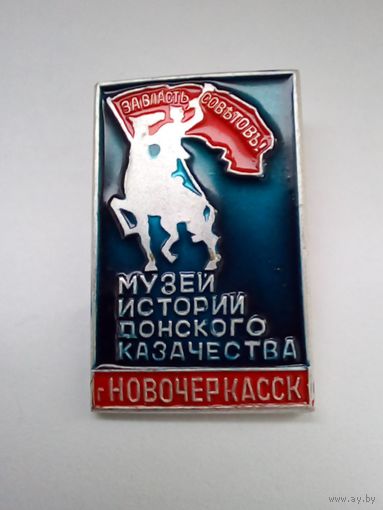 ЗА ВЛАСТЬ СОВѢТОВЪ!
МУЗЕЙ
ИСТОРИИ
ДОНСКОГО
КАЗАЧЕСТВА
г НОВОЧЕРКАССК
www.ay.by